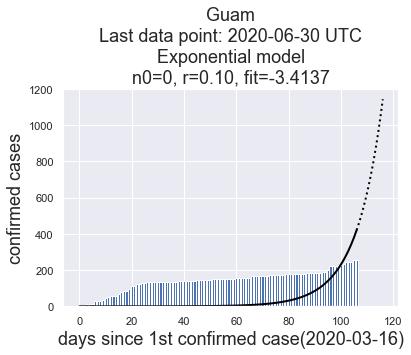 Guam
Last data point: 2020-06-30 UTC
Exponential model
n0=0, r=0.10, fit=-3.4137
1200
1000
800
600
400
200
0
confirmed cases
0 20 40 60 80 100 120
days since 1st confirmed case(2020-03-16)